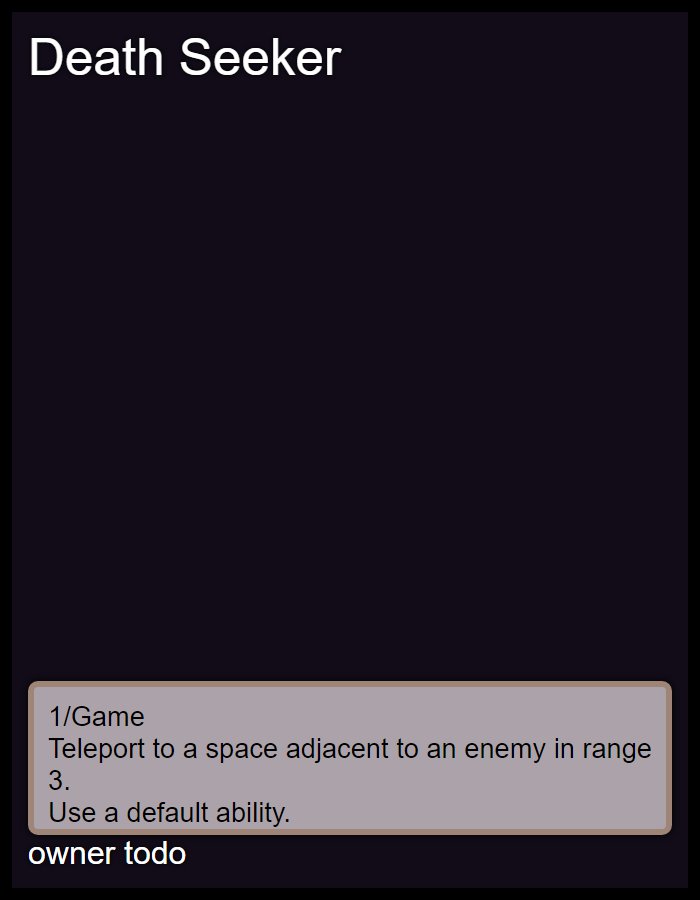 Death Seeker
1/Game
Teleport to a space adjacent to an enemy in range
3.
Use a default ability.
owner todo